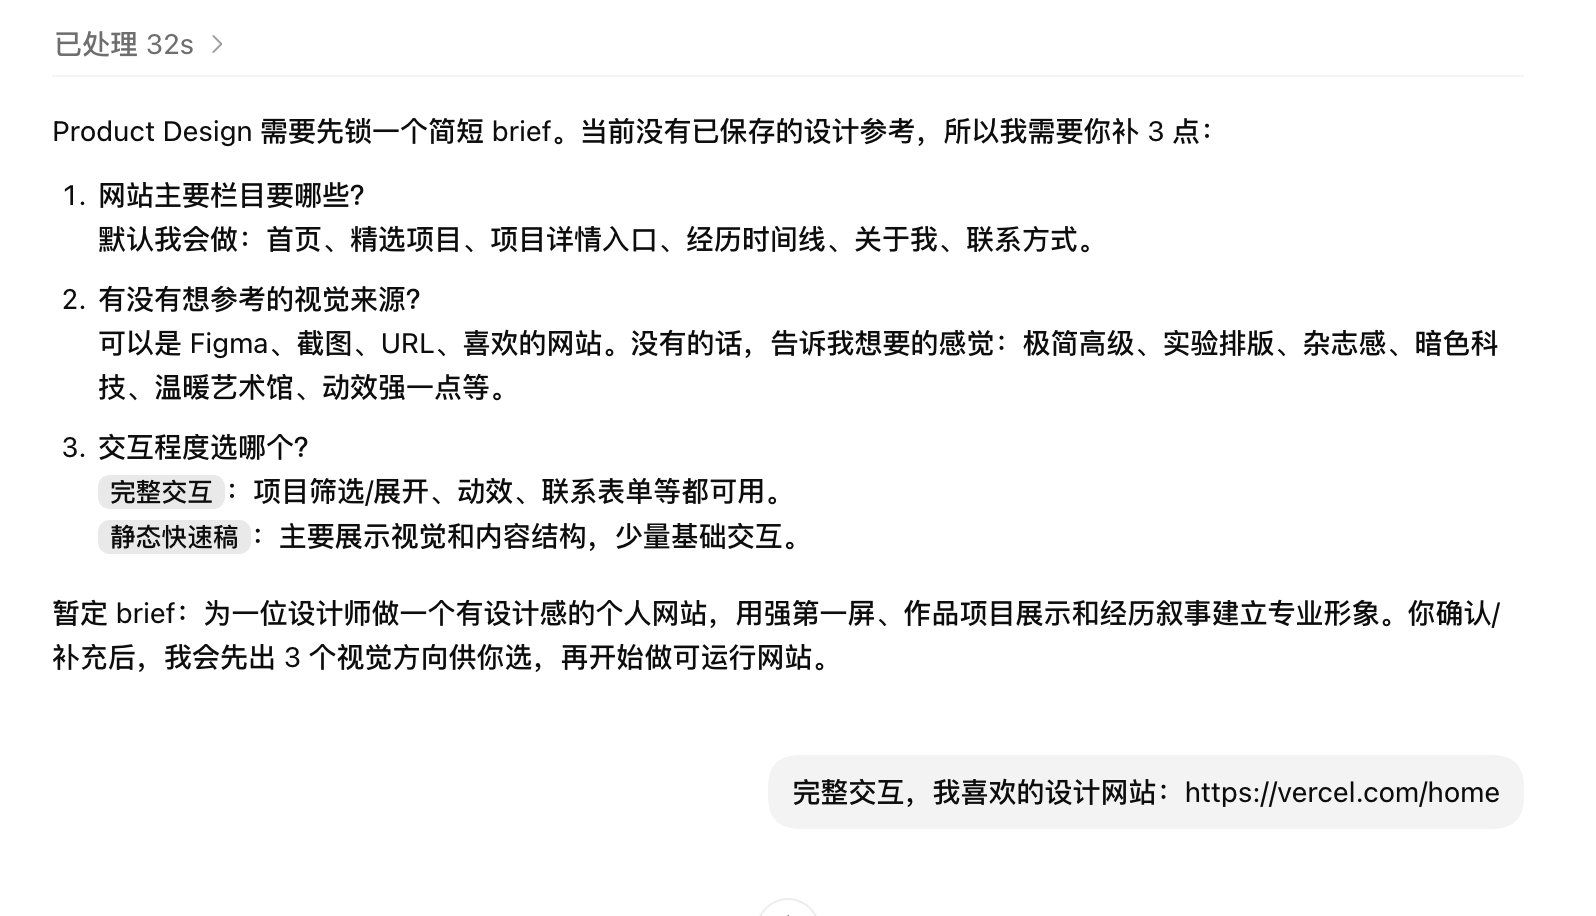 已处理 32s
Product Design 需要先锁一个简短 brief。当前没有已保存的设计参考，所以我需要你补 3 点：
1. 网站主要栏目要哪些？
默认我会做：首页、精选项目、项目详情入口、经历时间线、关于我、联系方式。
2. 有没有想参考的视觉来源？
可以是 Figma、截图、URL、喜欢的网站。没有的话，告诉我想要的感觉：极简高级、实验排版、杂志感、暗色科
技、温暖艺术馆、动效强一点等。
3. 交互程度选哪个？
完整交互：项目筛选/展开、动效、联系表单等都可用。
静态快速稿：主要展示视觉和内容结构，少量基础交互。
暂定 brief：为一位设计师做一个有设计感的个人网站，用强第一屏、作品项目展示和经历叙事建立专业形象。你确认/
补充后，我会先出 3 个视觉方向供你选，再开始做可运行网站。
完整交互，我喜欢的设计网站：https://vercel.com/home